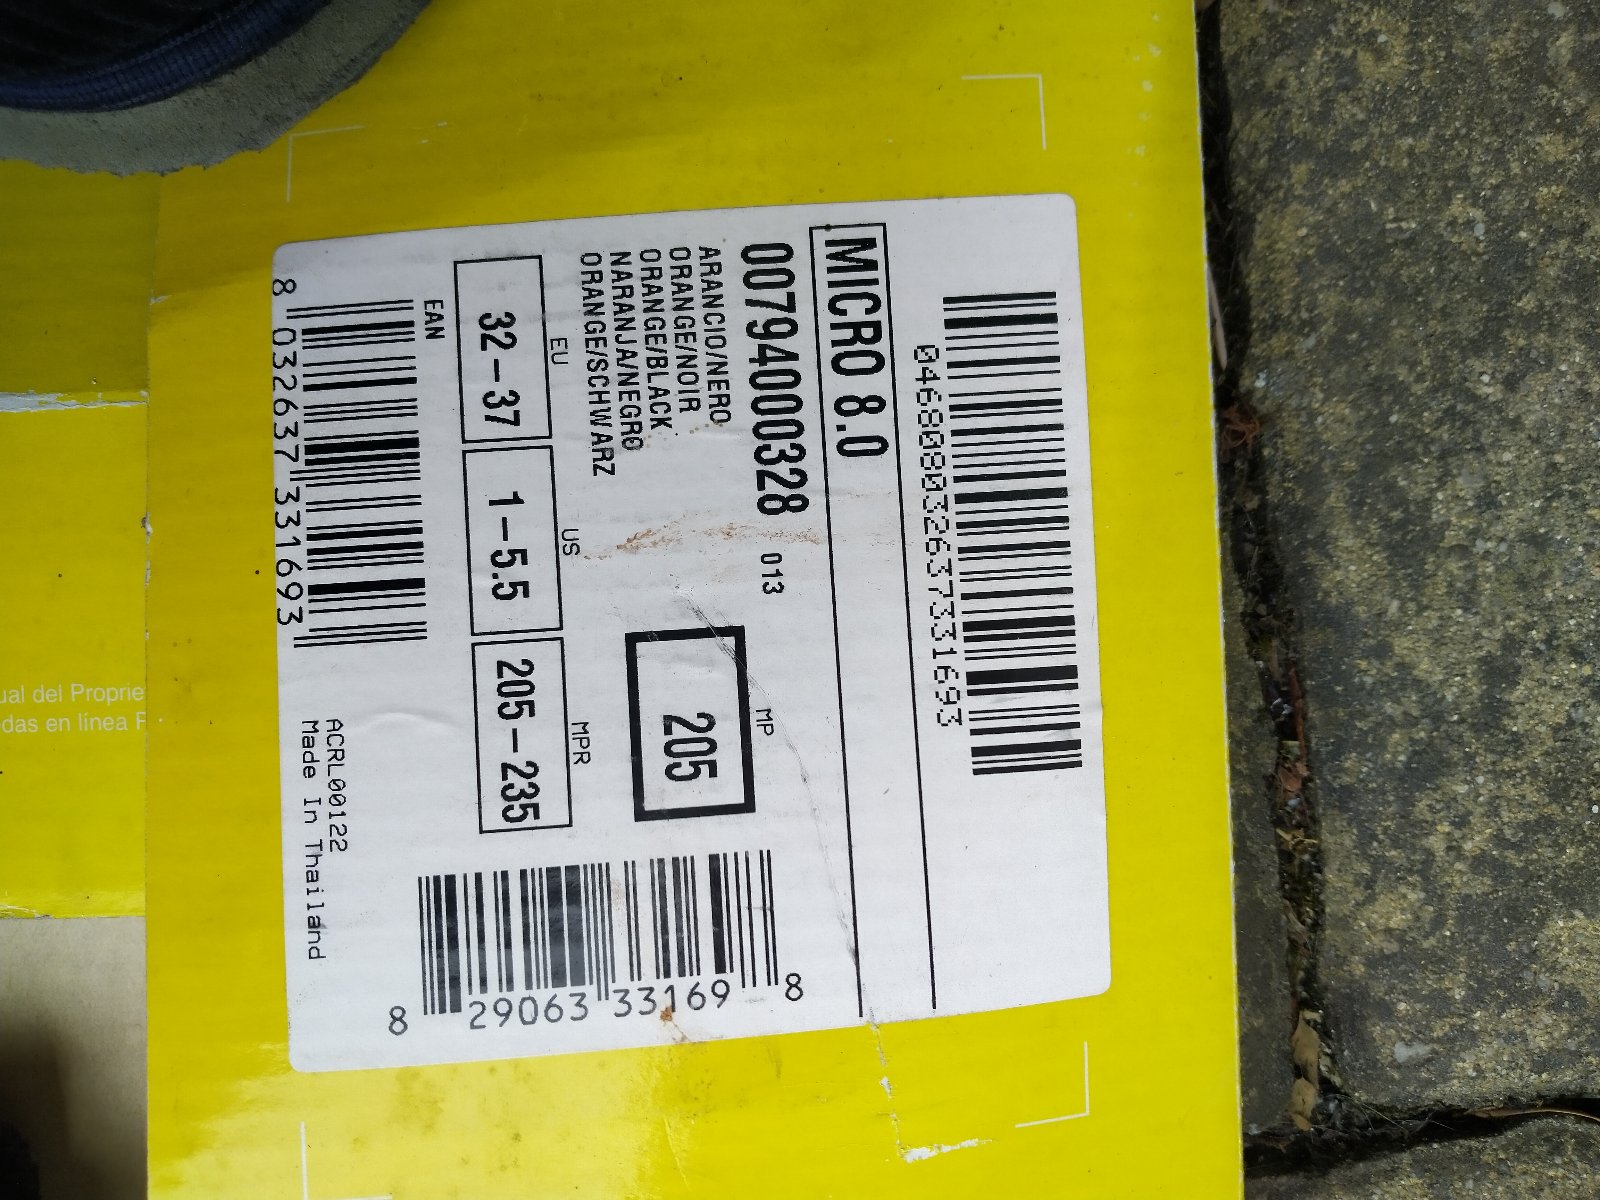 04680803263733169​3
MICRO 8.0
00794000328 013
ARANCIO/NERO
ORANGE/NOIR
ORANGE/BLACK
NARANJA/NEGRO
ORANGE/SCHWARZ
MP
205
EU
32-37
US
1-5.5
MPR
205-235
EAN
8 032637 331693
ACRL00122
Made In Thailand
8 29063 33169 8
ual del Proprie
das en línea